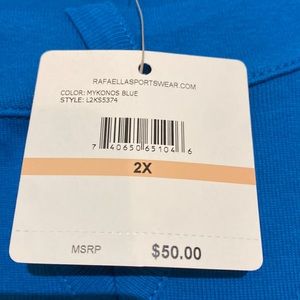 RAFAELLASPORTSWEAR.COM
COLOR: MYKONOS BLUE
STYLE: L2KS5374
7 40650 65104 6
2X
MSRP $50.00